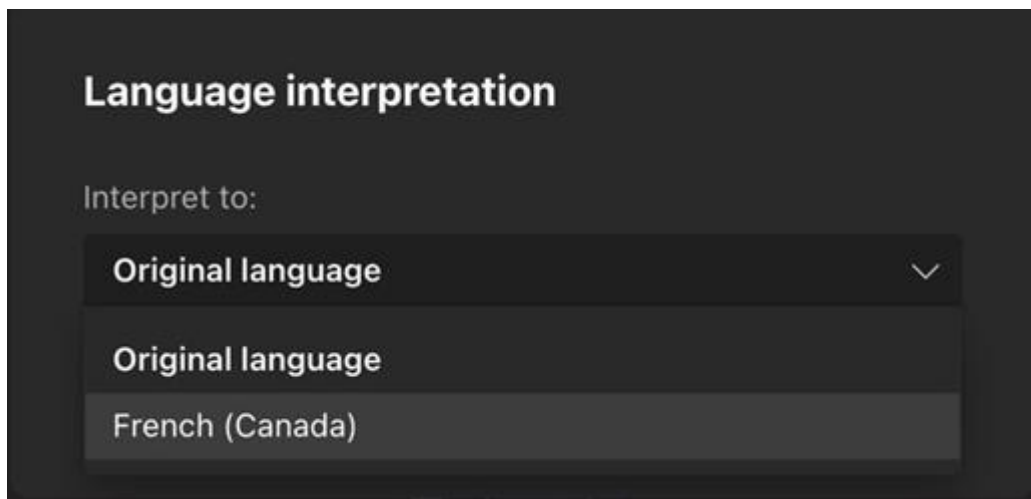 Language interpretation
Interpret to:
Original language
Original language
French (Canada)